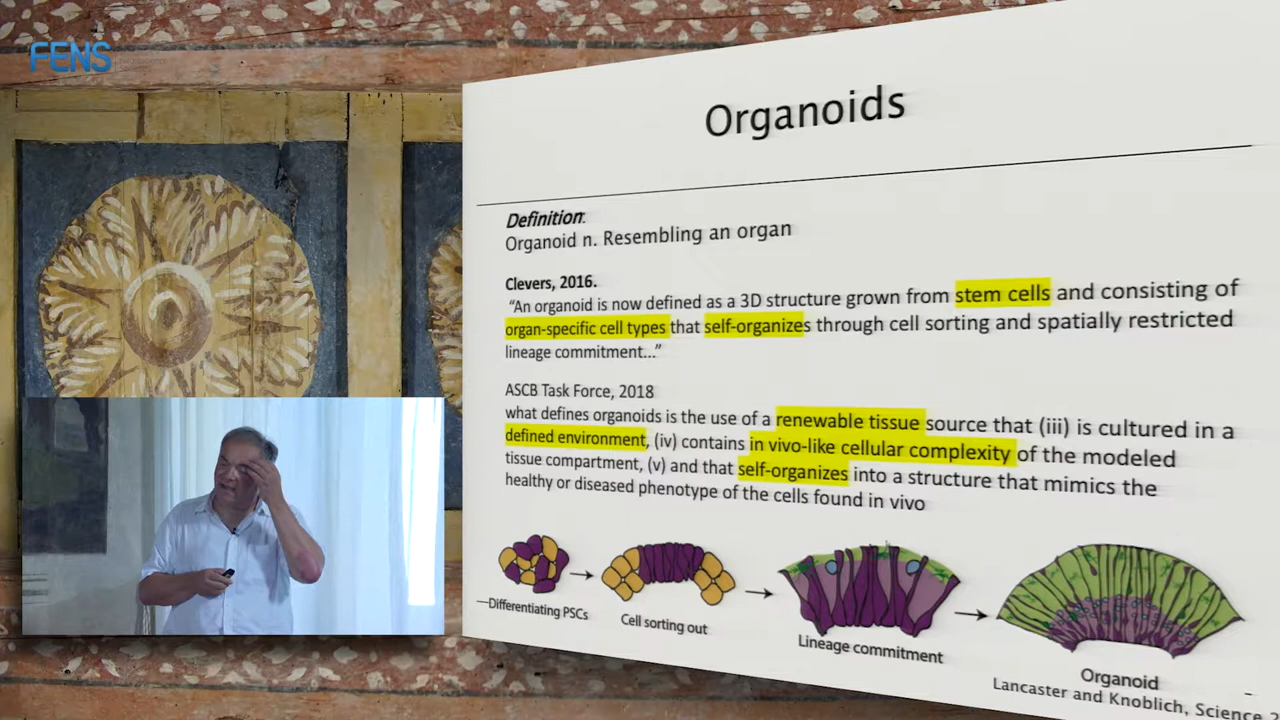 FENS
Organoids
Definition:
Organoid n. Resembling an organ
Clevers, 2016.
“An organoid is now defined as a 3D structure grown from stem cells and consisting of
organ-specific cell types that self-organizes through cell sorting and spatially restricted
lineage commitment...”
ASCB Task Force, 2018
what defines organoids is the use of a renewable tissue source that (iii) is cultured in a
defined environment, (iv) contains in vivo-like cellular complexity of the modeled
tissue compartment, (v) and that self-organizes into a structure that mimics the
healthy or diseased phenotype of the cells found in vivo
Differentiating PSCs
Cell sorting out
Lineage commitment
Organoid
Lancaster and Knoblich, Science